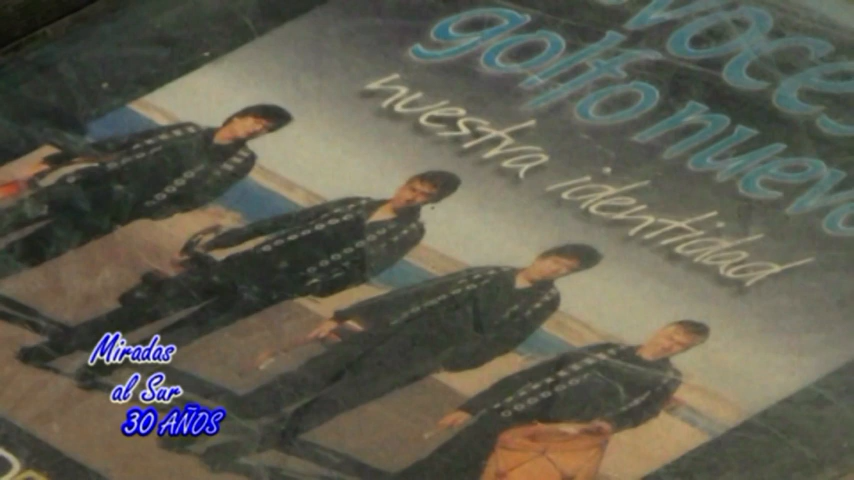 voces
golfo nuevo
nuestra identidad
Miradas
al Sur
30 AÑOS